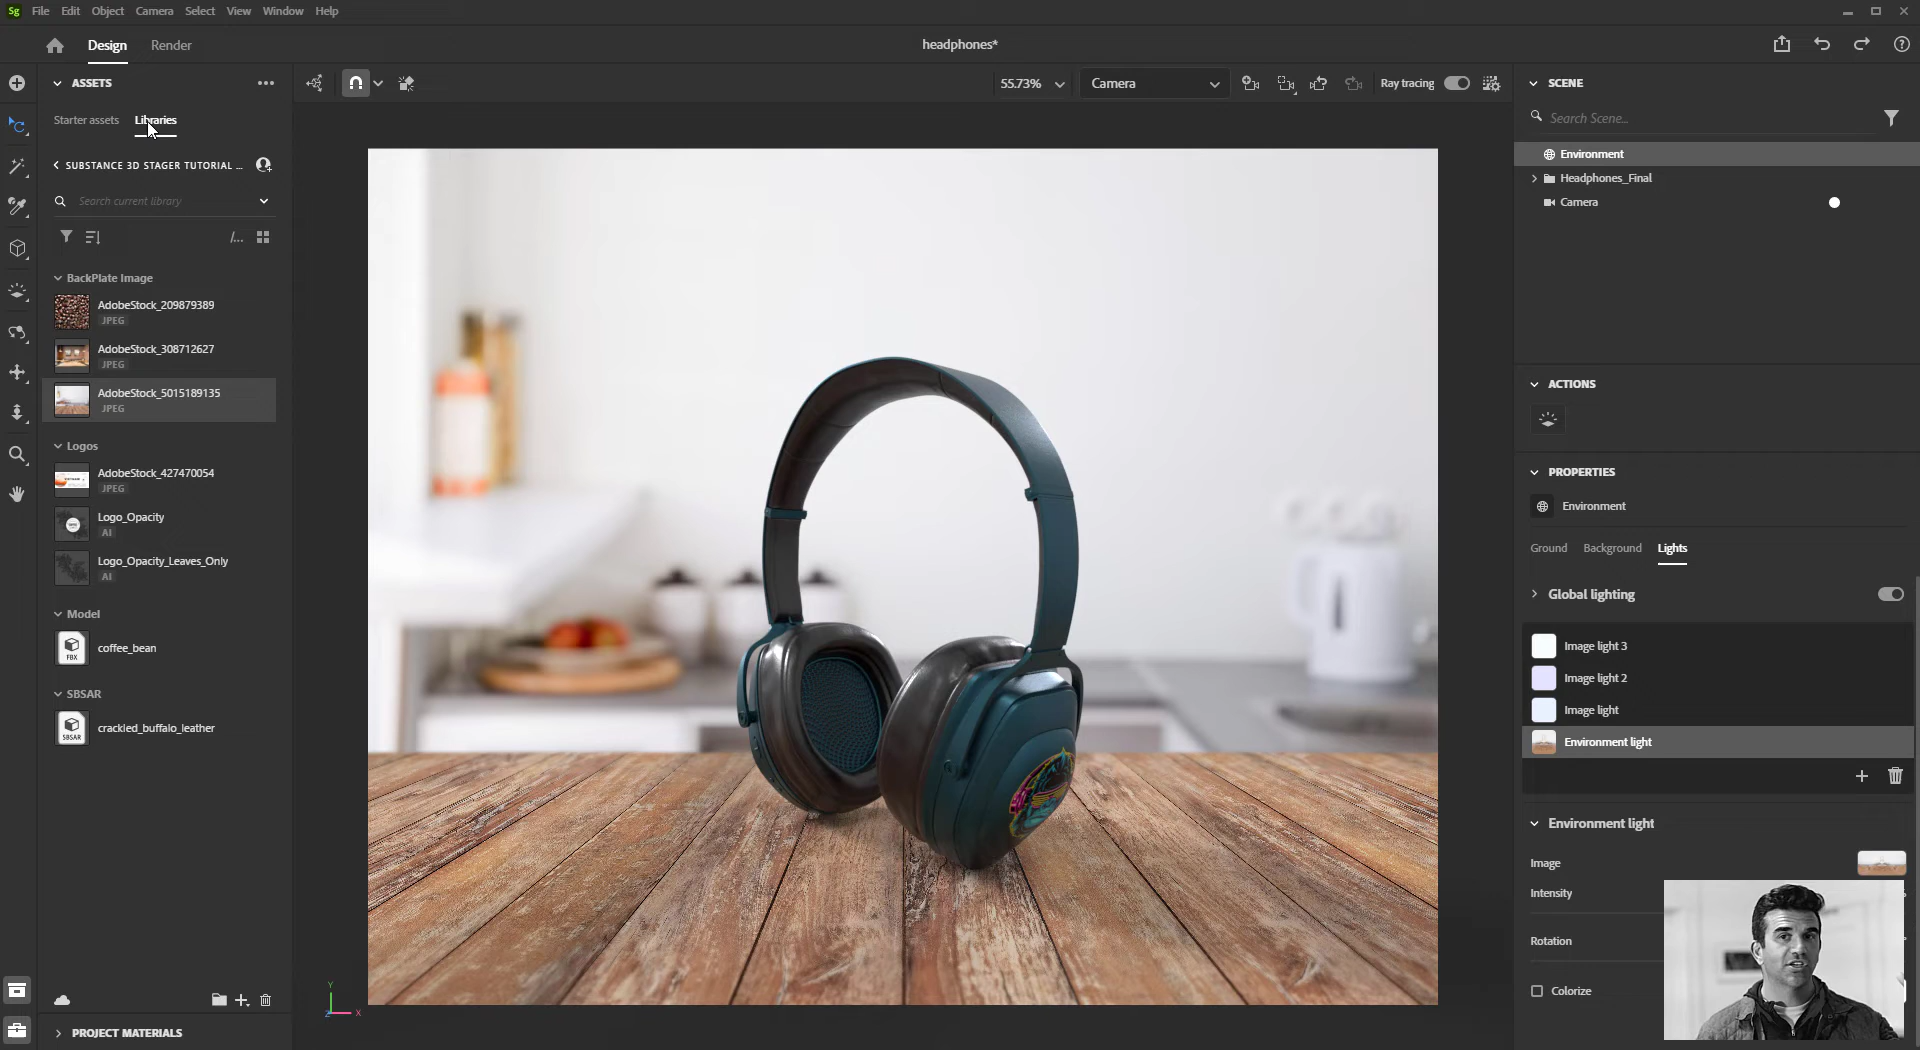 Sg File Edit Object Camera Select View Window Help
Design Render
headphones*
ASSETS
Starter assets Libraries
SUBSTANCE 3D STAGER TUTORIAL ...
Search current library
/...
BackPlate Image
AdobeStock_209879389
JPEG
AdobeStock_308712627
JPEG
AdobeStock_5015189135
JPEG
Logos
AdobeStock_427470054
JPEG
Logo_Opacity
AI
Logo_Opacity_Leaves_Only
AI
Model
FBX
coffee_bean
SBSAR
SBSAR
crackled_buffalo_leather
PROJECT MATERIALS
55.73% Camera Ray tracing
Y
Z X
SCENE
Search Scene...
Environment
Headphones_Final
Camera
ACTIONS
PROPERTIES
Environment
Ground Background Lights
Global lighting
Image light 3
Image light 2
Image light
Environment light
Environment light
Image
Intensity
Rotation
Colorize